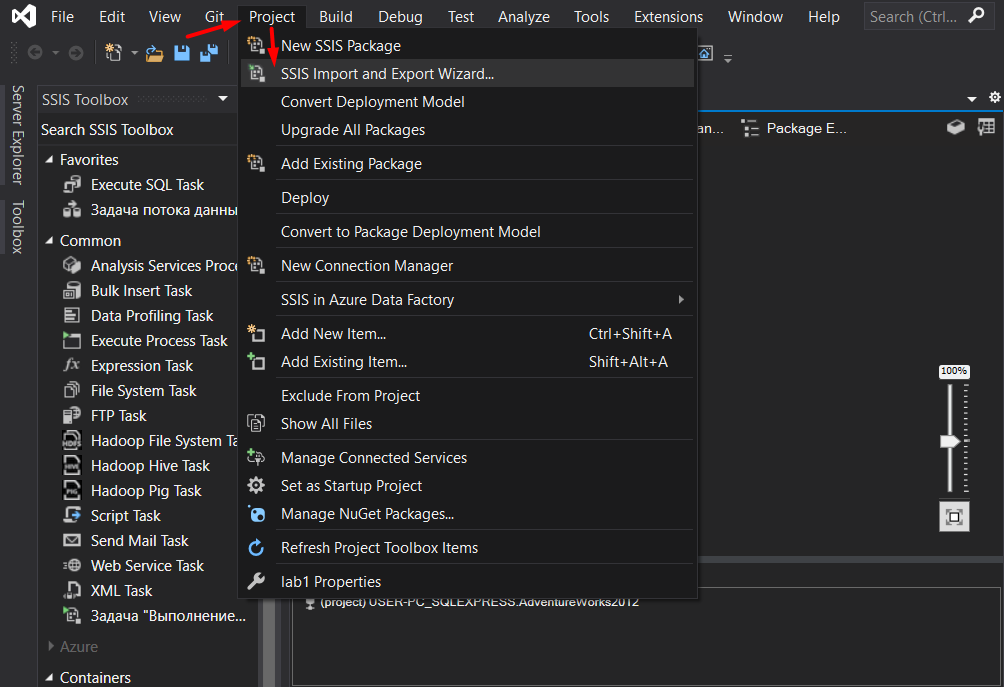 File Edit View Git Project Build Debug Test Analyze Tools Extensions Window Help Search (Ctrl...
New SSIS Package
SSIS Import and Export Wizard...
Convert Deployment Model
Upgrade All Packages
Add Existing Package
Deploy
Convert to Package Deployment Model
New Connection Manager
SSIS in Azure Data Factory
Add New Item... Ctrl+Shift+A
Add Existing Item... Shift+Alt+A
Exclude From Project
Show All Files
Manage Connected Services
Set as Startup Project
Manage NuGet Packages...
Refresh Project Toolbox Items
lab1 Properties
Server Explorer
Toolbox
SSIS Toolbox
Search SSIS Toolbox
Favorites
Execute SQL Task
Задача потока данны
Common
Analysis Services Proce
Bulk Insert Task
Data Profiling Task
Execute Process Task
Expression Task
File System Task
FTP Task
Hadoop File System Ta
Hadoop Hive Task
Hadoop Pig Task
Script Task
Send Mail Task
Web Service Task
XML Task
Задача "Выполнение...
Azure
Containers
an... Package E...
100%
(project) USER-PC_SQLEXPRESS.AdventureWorks2012